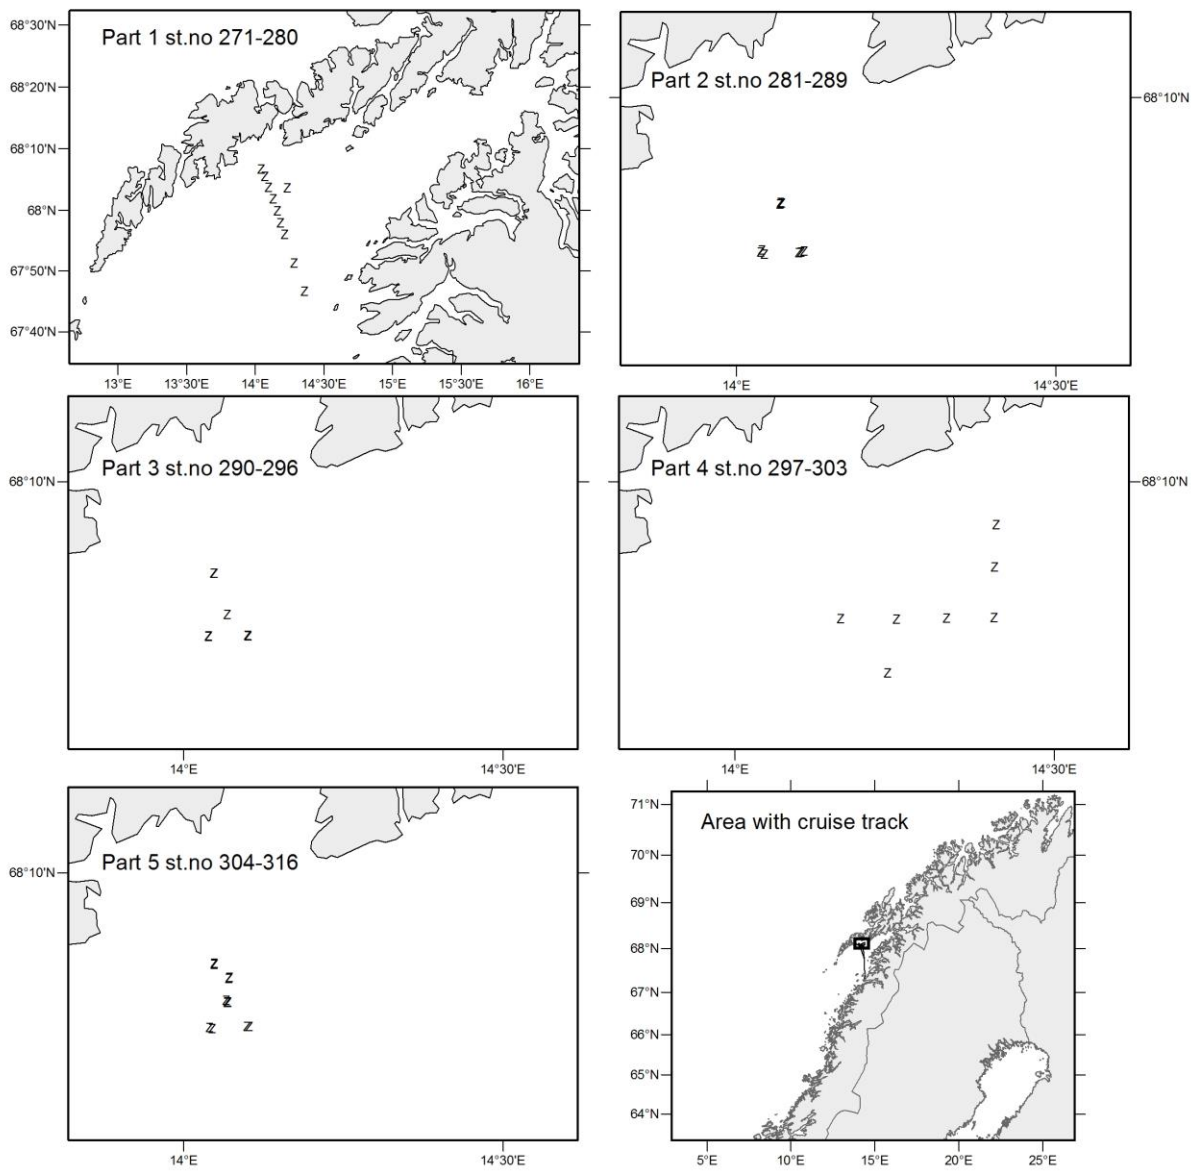 68°30'N
Part 1 st.no 271-280
68°20'N
68°10'N
68°N
67°50'N
67°40'N
Z
Z
Z
Z
Z
Z
Z
Z
Z
Z
13°E 13°30'E 14°E 14°30'E 15°E 15°30'E 16°E
Part 2 st.no 281-289
68°10'N
z
Z Z Z Z
14°E 14°30'E
Part 3 st.no 290-296
68°10'N
Z
Z
Z Z
14°E 14°30'E
Part 4 st.no 297-303
68°10'N
Z
Z
Z Z Z Z
Z
14°E 14°30'E
Part 5 st.no 304-316
68°10'N
Z
Z
Z
Z Z
14°E 14°30'E
Area with cruise track
71°N
70°N
69°N
68°N
67°N
66°N
65°N
64°N
5°E 10°E 15°E 20°E 25°E